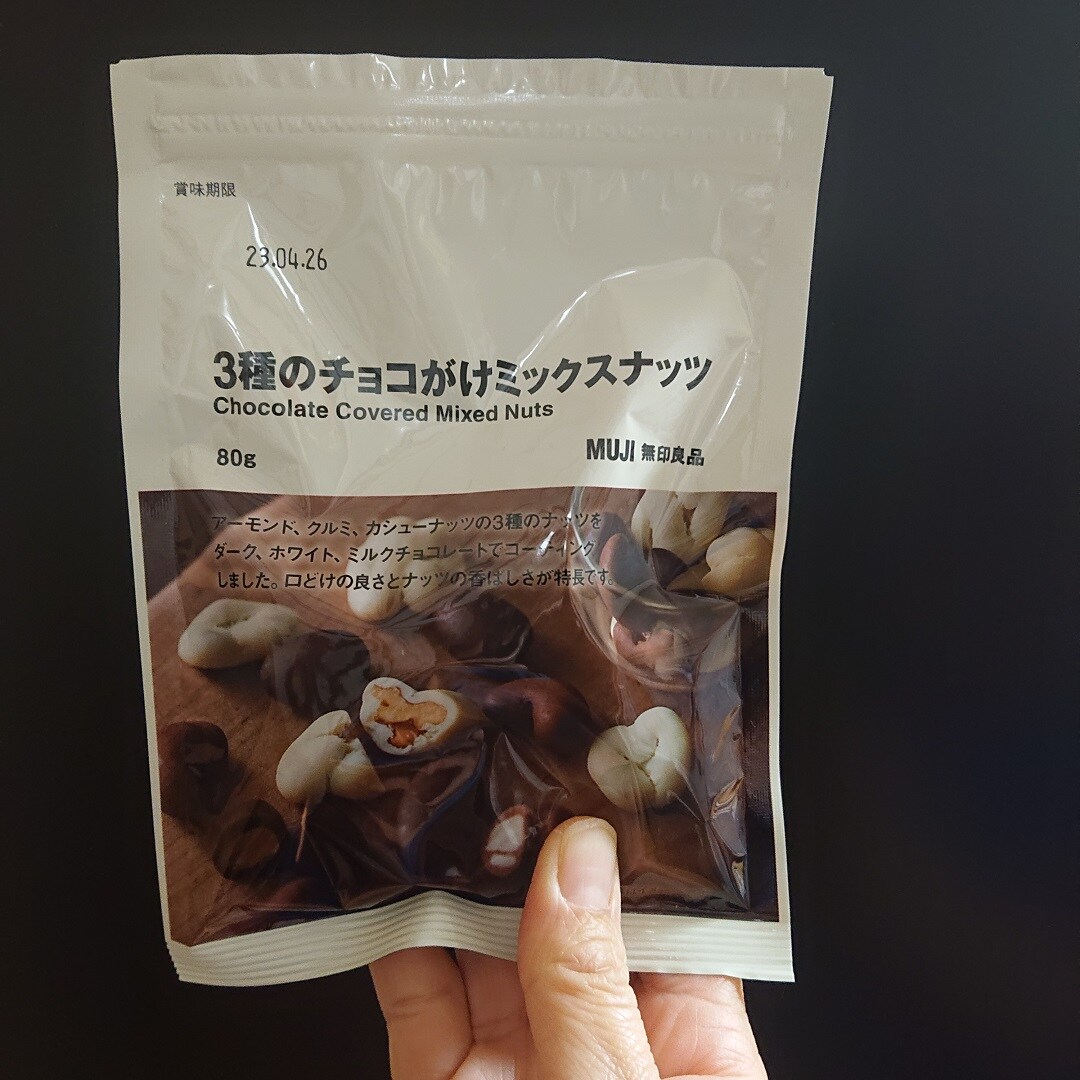 賞味期限
23.04.26
3種のチョコがけミックスナッツ
Chocolate Covered Mixed Nuts
80g
MUJI 無印良品
アーモンド、クルミ、カシューナッツの3種のナッツを
ダーク、ホワイト、ミルクチョコレートでコーティング
しました。口どけの良さとナッツの香ばしさが特長です。